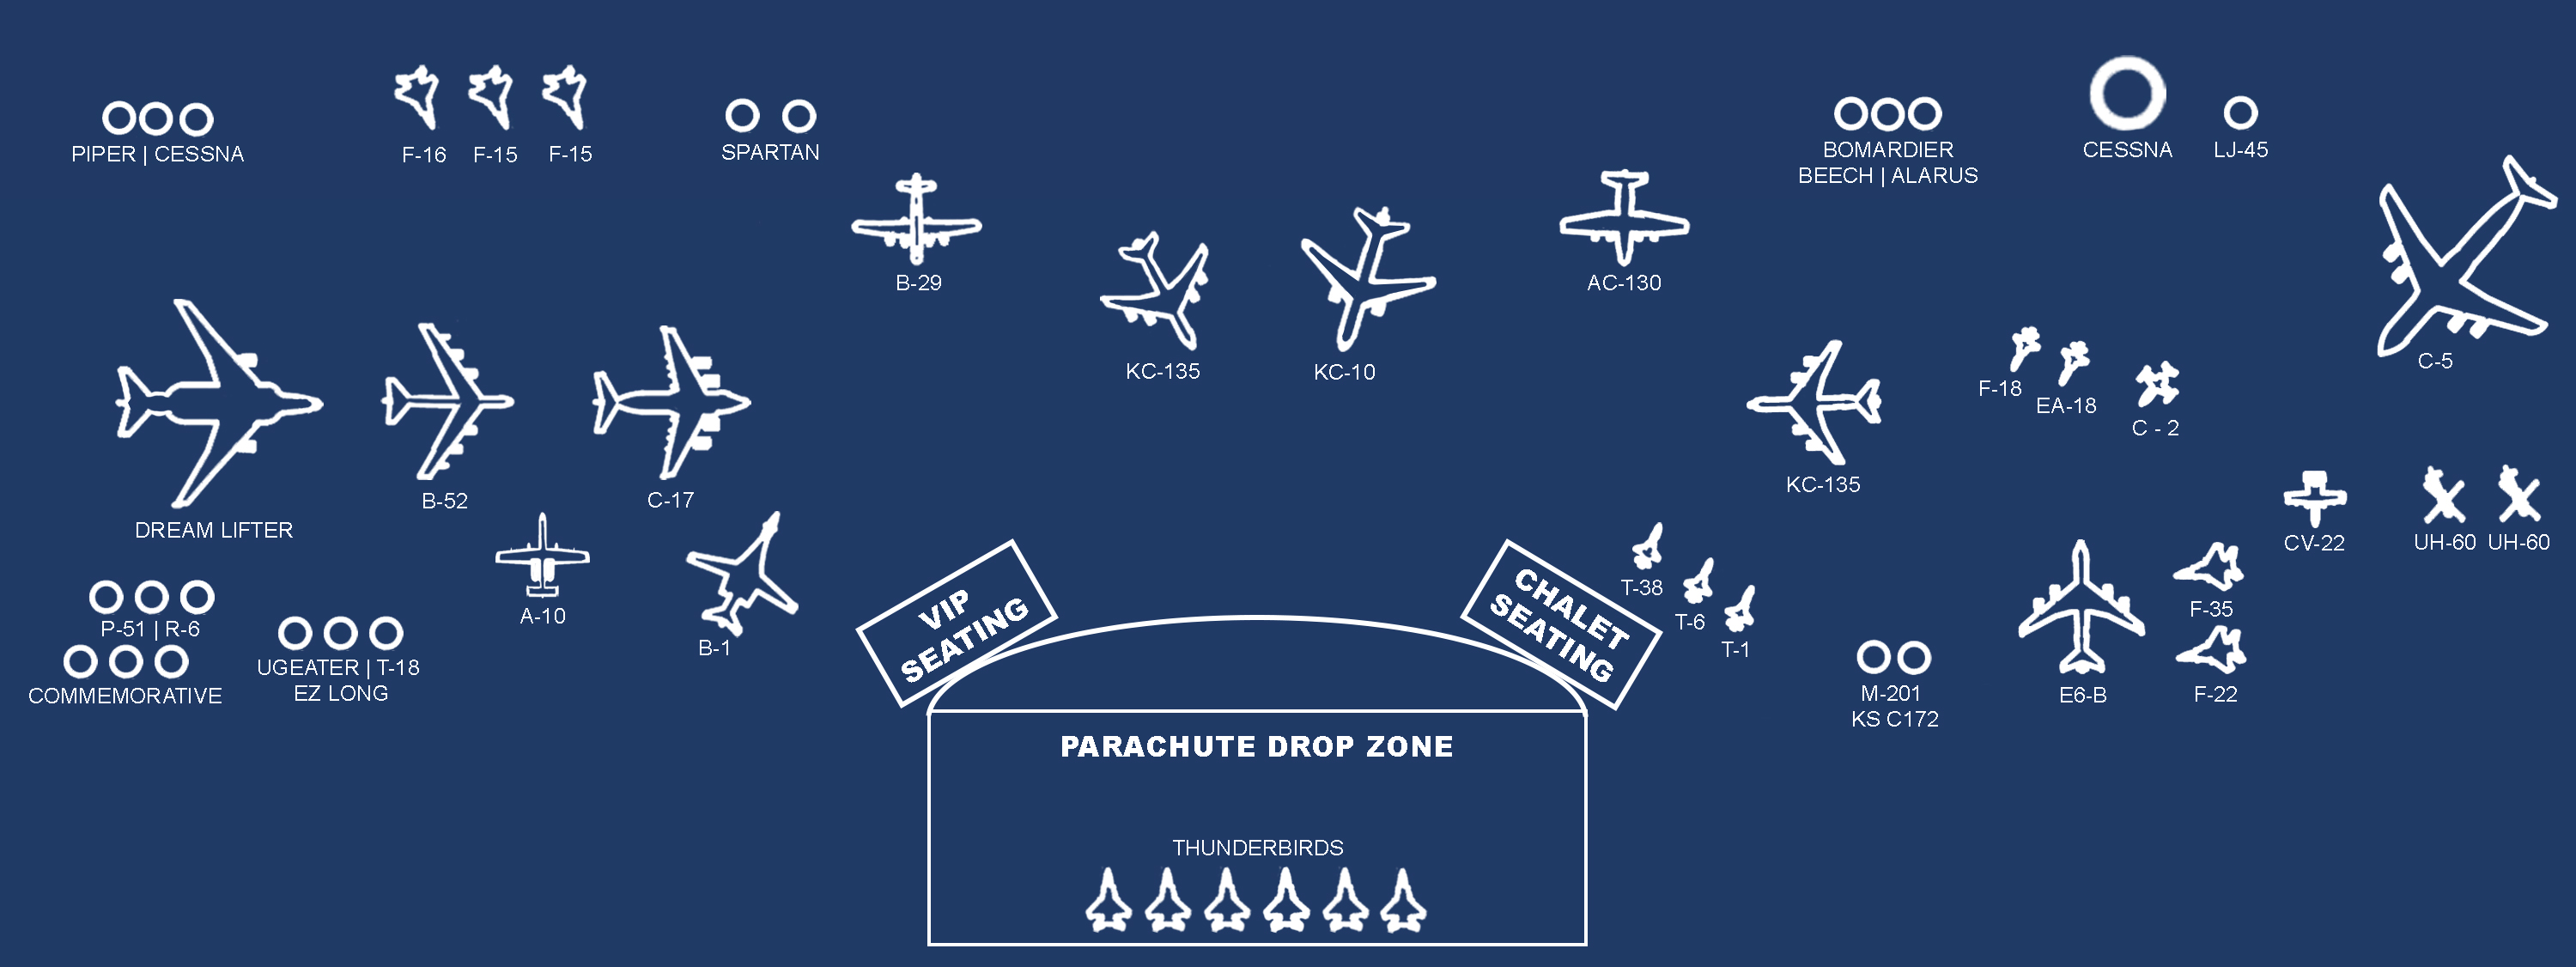 PIPER | CESSNA
F-16
F-15
F-15
SPARTAN
BOMARDIER
BEECH | ALARUS
CESSNA
LJ-45
B-29
AC-130
KC-135
KC-10
C-5
F-18
EA-18
C - 2
DREAM LIFTER
B-52
C-17
KC-135
CV-22
UH-60
UH-60
A-10
B-1
P-51 | R-6
COMMEMORATIVE
UGEATER | T-18
EZ LONG
VIP
SEATING
CHALET
SEATING
T-38
T-6
T-1
M-201
KS C172
E6-B
F-35
F-22
PARACHUTE DROP ZONE
THUNDERBIRDS